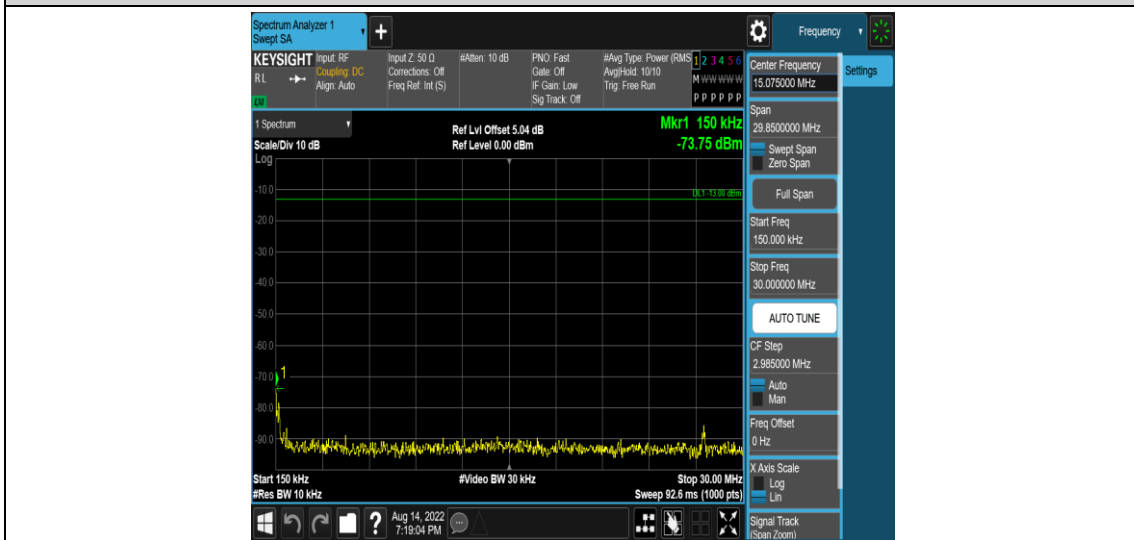 Spectrum Analyzer 1
Swept SA
+
Frequency
KEYSIGHT
RL
LXI
Input: RF
Coupling: DC
Align: Auto
Input Z: 50 Ω
Corrections: Off
Freq Ref: Int (S)
#Atten: 10 dB
PNO: Fast
Gate: Off
IF Gain: Low
Sig Track: Off
#Avg Type: Power (RMS
Avg|Hold: 10/10
Trig: Free Run
1 2 3 4 5 6
M W W W W W
P P P P P P
1 Spectrum
Scale/Div 10 dB
Log
Ref Lvl Offset 5.04 dB
Ref Level 0.00 dBm
Mkr1 150 kHz
-73.75 dBm
DL1 -13.00 dBm
-10.0
-20.0
-30.0
-40.0
-50.0
-60.0
-70.0
1
-80.0
-90.0
Start 150 kHz
#Video BW 30 kHz
Stop 30.00 MHz
#Res BW 10 kHz
Sweep 92.6 ms (1000 pts)
?
Aug 14, 2022
7:19:04 PM
Center Frequency
15.075000 MHz
Settings
Span
29.8500000 MHz
Swept Span
Zero Span
Full Span
Start Freq
150.000 kHz
Stop Freq
30.000000 MHz
AUTO TUNE
CF Step
2.985000 MHz
Auto
Man
Freq Offset
0 Hz
X Axis Scale
Log
Lin
Signal Track
(Span Zoom)